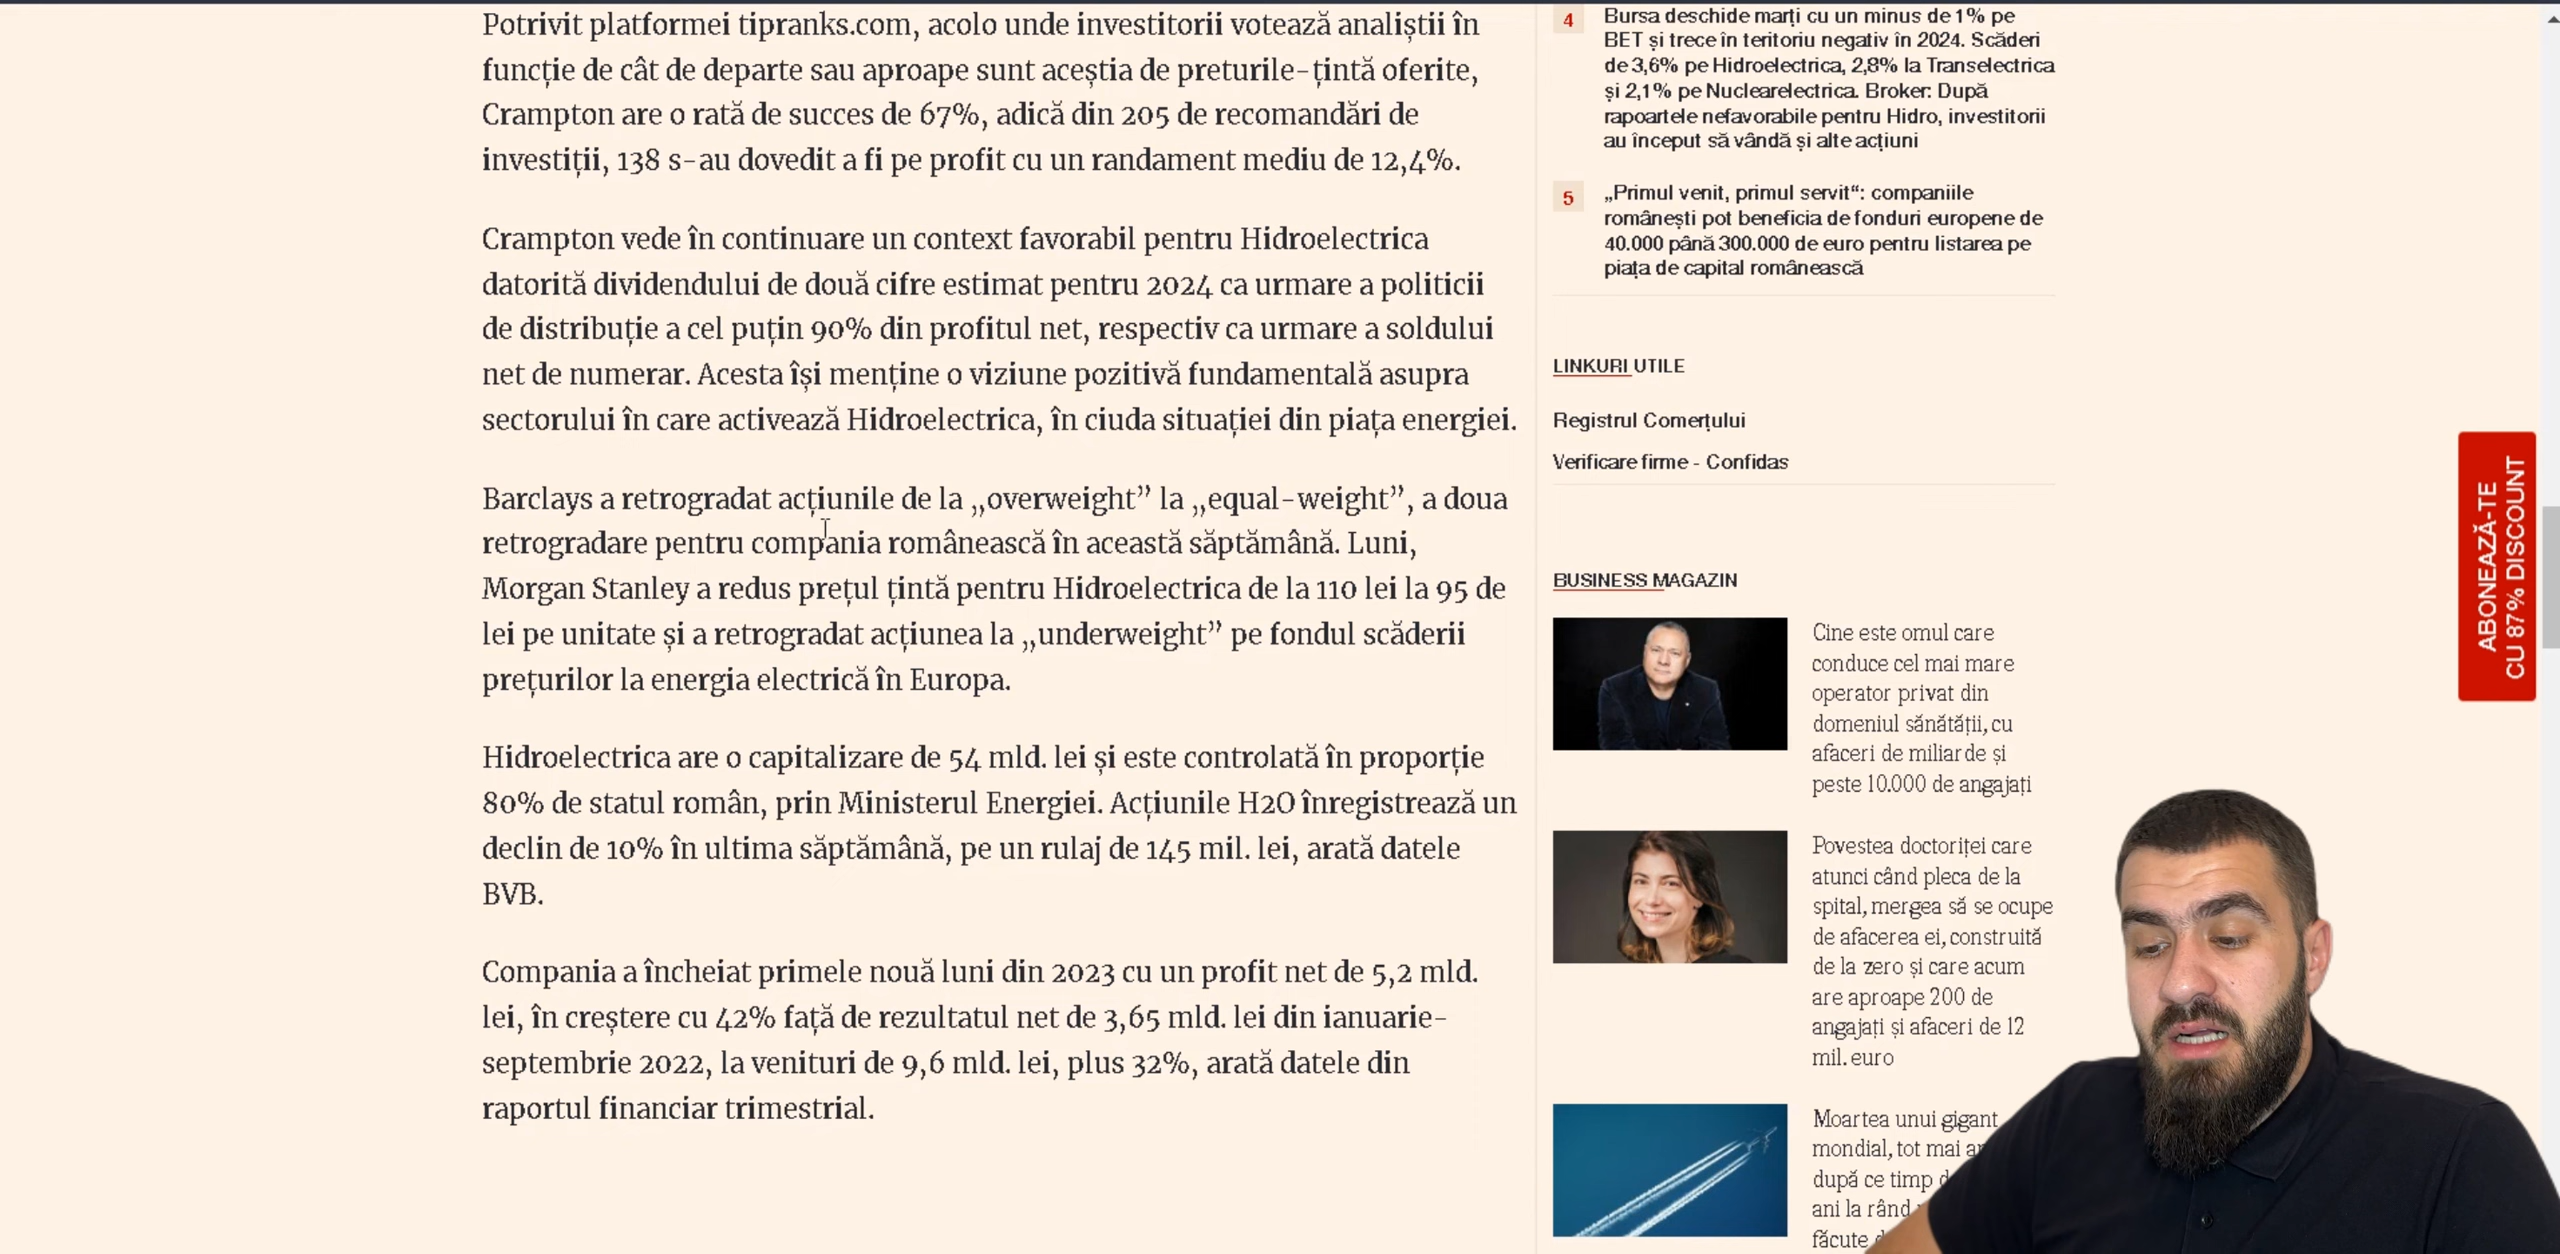 Potrivit platformei tipranks.com, acolo unde investitorii votează analiștii în
funcție de cât de departe sau aproape sunt aceștia de preturile-țintă oferite,
Crampton are o rată de succes de 67%, adică din 205 de recomandări de
investiții, 138 s-au dovedit a fi pe profit cu un randament mediu de 12,4%.
Crampton vede în continuare un context favorabil pentru Hidroelectrica
datorită dividendului de două cifre estimat pentru 2024 ca urmare a politicii
de distribuție a cel puțin 90% din profitul net, respectiv ca urmare a soldului
net de numerar. Acesta își menține o viziune pozitivă fundamentală asupra
sectorului în care activează Hidroelectrica, în ciuda situației din piața energiei.
Barclays a retrogradat acțiunile de la „overweight” la „equal-weight”, a doua
retrogradare pentru compania românească în această săptămână. Luni,
Morgan Stanley a redus prețul țintă pentru Hidroelectrica de la 110 lei la 95 de
lei pe unitate și a retrogradat acțiunea la „underweight” pe fondul scăderii
prețurilor la energia electrică în Europa.
Hidroelectrica are o capitalizare de 54 mld. lei și este controlată în proporție
80% de statul român, prin Ministerul Energiei. Acțiunile H2O înregistrează un
declin de 10% în ultima săptămână, pe un rulaj de 145 mil. lei, arată datele
BVB.
Compania a încheiat primele nouă luni din 2023 cu un profit net de 5,2 mld.
lei, în creștere cu 42% față de rezultatul net de 3,65 mld. lei din ianuarie-
septembrie 2022, la venituri de 9,6 mld. lei, plus 32%, arată datele din
raportul financiar trimestrial.
4
Bursa deschide marți cu un minus de 1% pe
BET și trece în teritoriu negativ în 2024. Scăderi
de 3,6% pe Hidroelectrica, 2,8% la Transelectrica
și 2,1% pe Nuclearelectrica. Broker: După
rapoartele nefavorabile pentru Hidro, investitorii
au început să vândă și alte acțiuni
5
„Primul venit, primul servit“: companiile
românești pot beneficia de fonduri europene de
40.000 până 300.000 de euro pentru listarea pe
piața de capital românească
LINKURI UTILE
Registrul Comerțului
Verificare firme - Confidas
BUSINESS MAGAZIN
Cine este omul care
conduce cel mai mare
operator privat din
domeniul sănătății, cu
afaceri de miliarde și
peste 10.000 de angajați
Povestea doctoriței care
atunci când pleca de la
spital, mergea să se ocupe
de afacerea ei, construită
de la zero și care acum
are aproape 200 de
angajați și afaceri de 12
mil. euro
Moartea unui gigant
mondial, tot mai
după ce timp
ani la rând
făcute
ABONEAZĂ-TE
CU 87% DISCOUNT